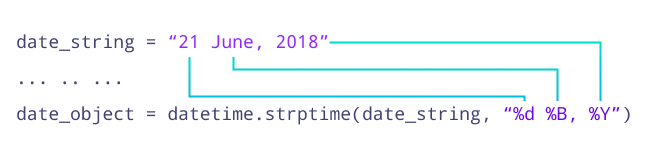 date_string = “21 June, 2018”
... .. ...
date_object = datetime.strptime(date_string, “%d %B, %Y”)